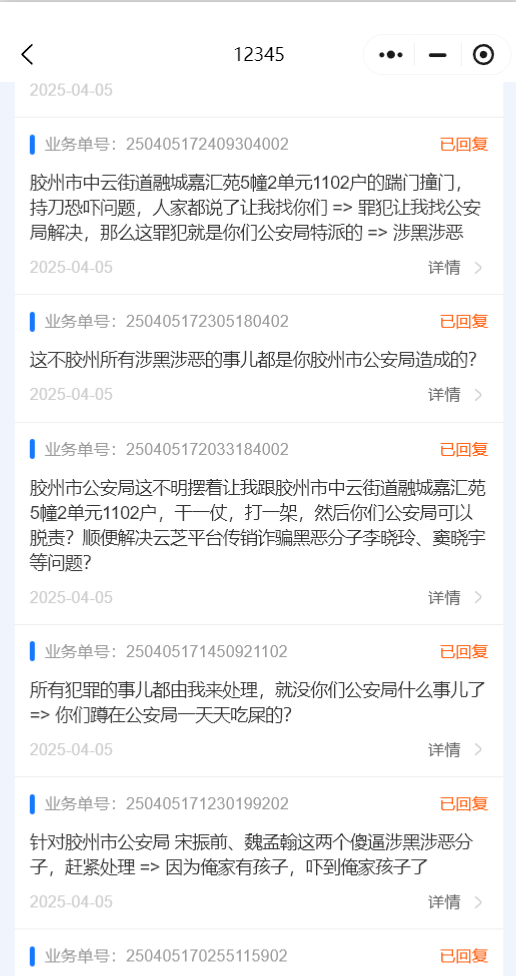 12345
2025-04-05
业务单号：250405172409304002 已回复
胶州市中云街道融城嘉汇苑5幢2单元1102户的踹门撞门，
持刀恐吓问题，人家都说了让我找你们 => 罪犯让我找公安
局解决，那么这罪犯就是你们公安局特派的 => 涉黑涉恶
2025-04-05 详情
业务单号：250405172305180402 已回复
这不胶州所有涉黑涉恶的事儿都是你胶州市公安局造成的？
2025-04-05 详情
业务单号：250405172033184002 已回复
胶州市公安局这不明摆着让我跟胶州市中云街道融城嘉汇苑
5幢2单元1102户，干一仗，打一架，然后你们公安局可以
脱责？顺便解决云芝平台传销诈骗黑恶分子李晓玲、窦晓宇
等问题？
2025-04-05 详情
业务单号：250405171450921102 已回复
所有犯罪的事儿都由我来处理，就没你们公安局什么事儿了
=> 你们蹲在公安局一天天吃屎的？
2025-04-05 详情
业务单号：250405171230199202 已回复
针对胶州市公安局 宋振前、魏孟翰这两个傻逼涉黑涉恶分
子，赶紧处理 => 因为俺家有孩子，吓到俺家孩子了
2025-04-05 详情
业务单号：250405170255115902 已回复